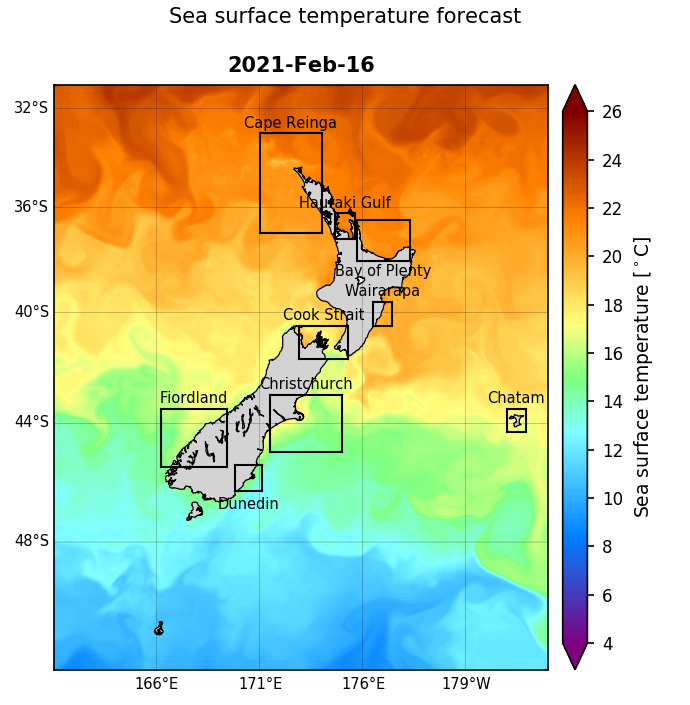 Sea surface temperature forecast
2021-Feb-16
32°S
36°S
40°S
44°S
48°S
166°E
171°E
176°E
179°W
Cape Reinga
Hauraki Gulf
Bay of Plenty
Wairarapa
Cook Strait
Christchurch
Fiordland
Chatam
Dunedin
26
24
22
20
18
16
14
12
10
8
6
4
Sea surface temperature [°C]